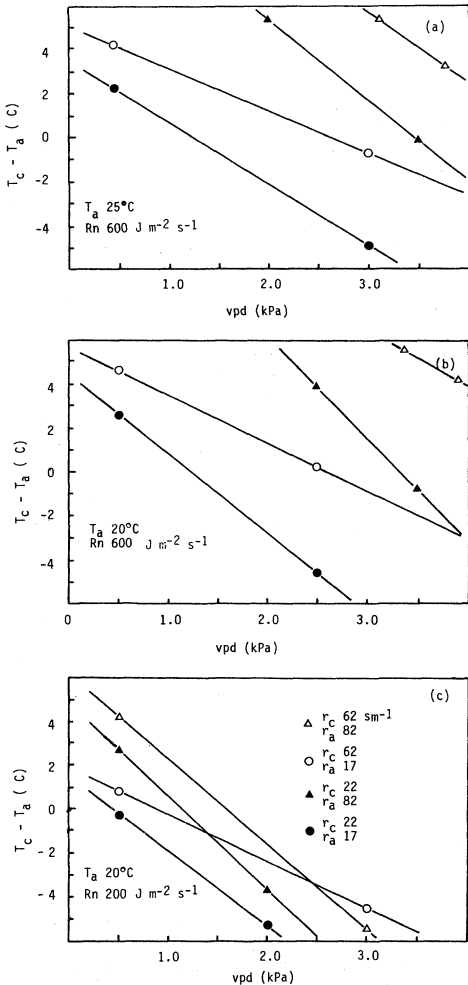 (a)
4
2
0
-2
-4
T_c - T_a ( C)
T_a 25°C
Rn 600 J m⁻² s⁻¹
1.0 2.0 3.0
vpd (kPa)
(b)
4
2
0
-2
-4
T_c - T_a ( C)
T_a 20°C
Rn 600 J m⁻² s⁻¹
0 1.0 2.0 3.0
vpd (kPa)
(c)
4
2
0
-2
-4
T_c - T_a ( C)
△ r_c 62 sm⁻¹
r_a 82
○ r_c 62
r_a 17
▲ r_c 22
r_a 82
● r_c 22
r_a 17
T_a 20°C
Rn 200 J m⁻² s⁻¹
1.0 2.0 3.0
vpd (kPa)